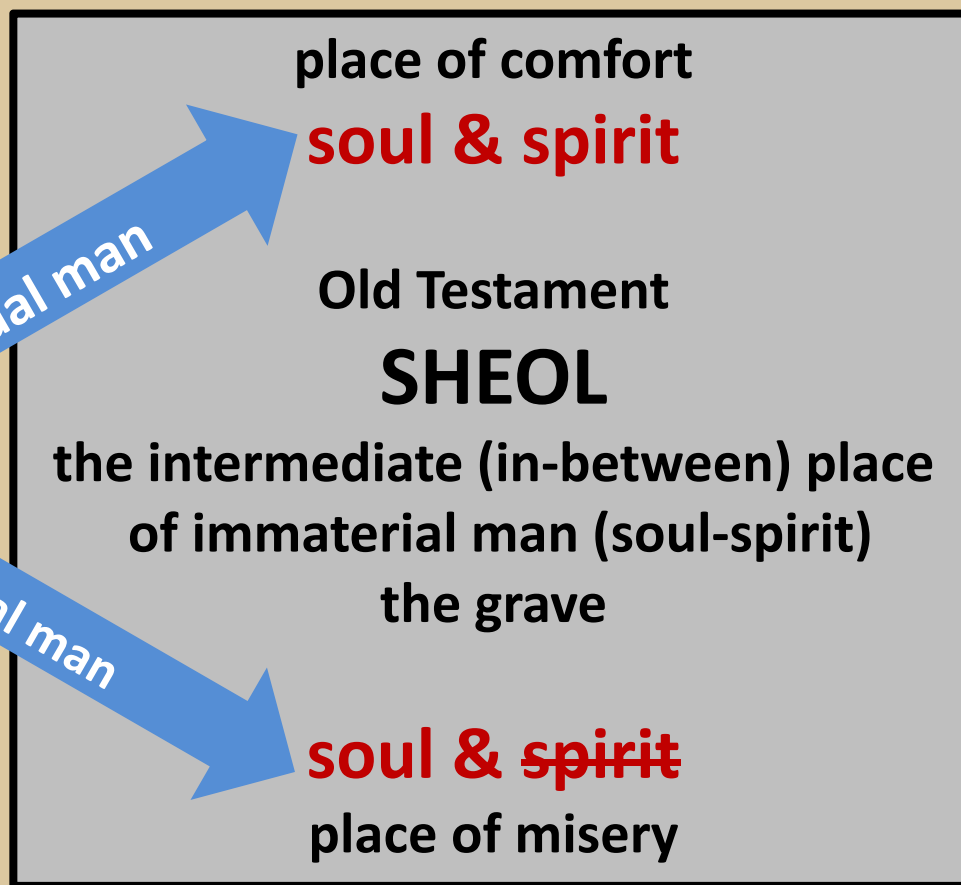 place of comfort
soul & spirit
man
Old Testament
SHEOL
the intermediate (in-between) place
of immaterial man (soul-spirit)
the grave
man
soul & spirit
place of misery